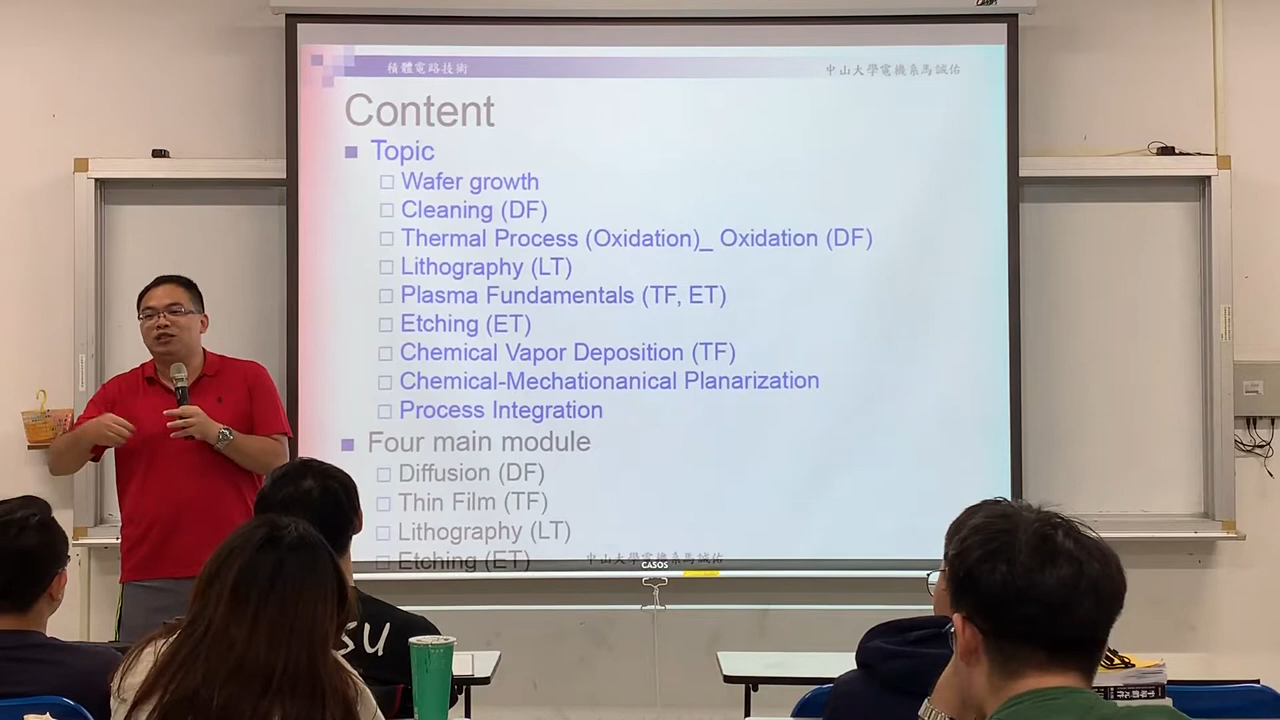 積體電路技術
中山大學電機系馬誠佑
Content
Topic
Wafer growth
Cleaning (DF)
Thermal Process (Oxidation)_ Oxidation (DF)
Lithography (LT)
Plasma Fundamentals (TF, ET)
Etching (ET)
Chemical Vapor Deposition (TF)
Chemical-Mechationanical Planarization
Process Integration
Four main module
Diffusion (DF)
Thin Film (TF)
Lithography (LT)
Etching (ET)
中山大學電機系馬誠佑
CASOS
SU